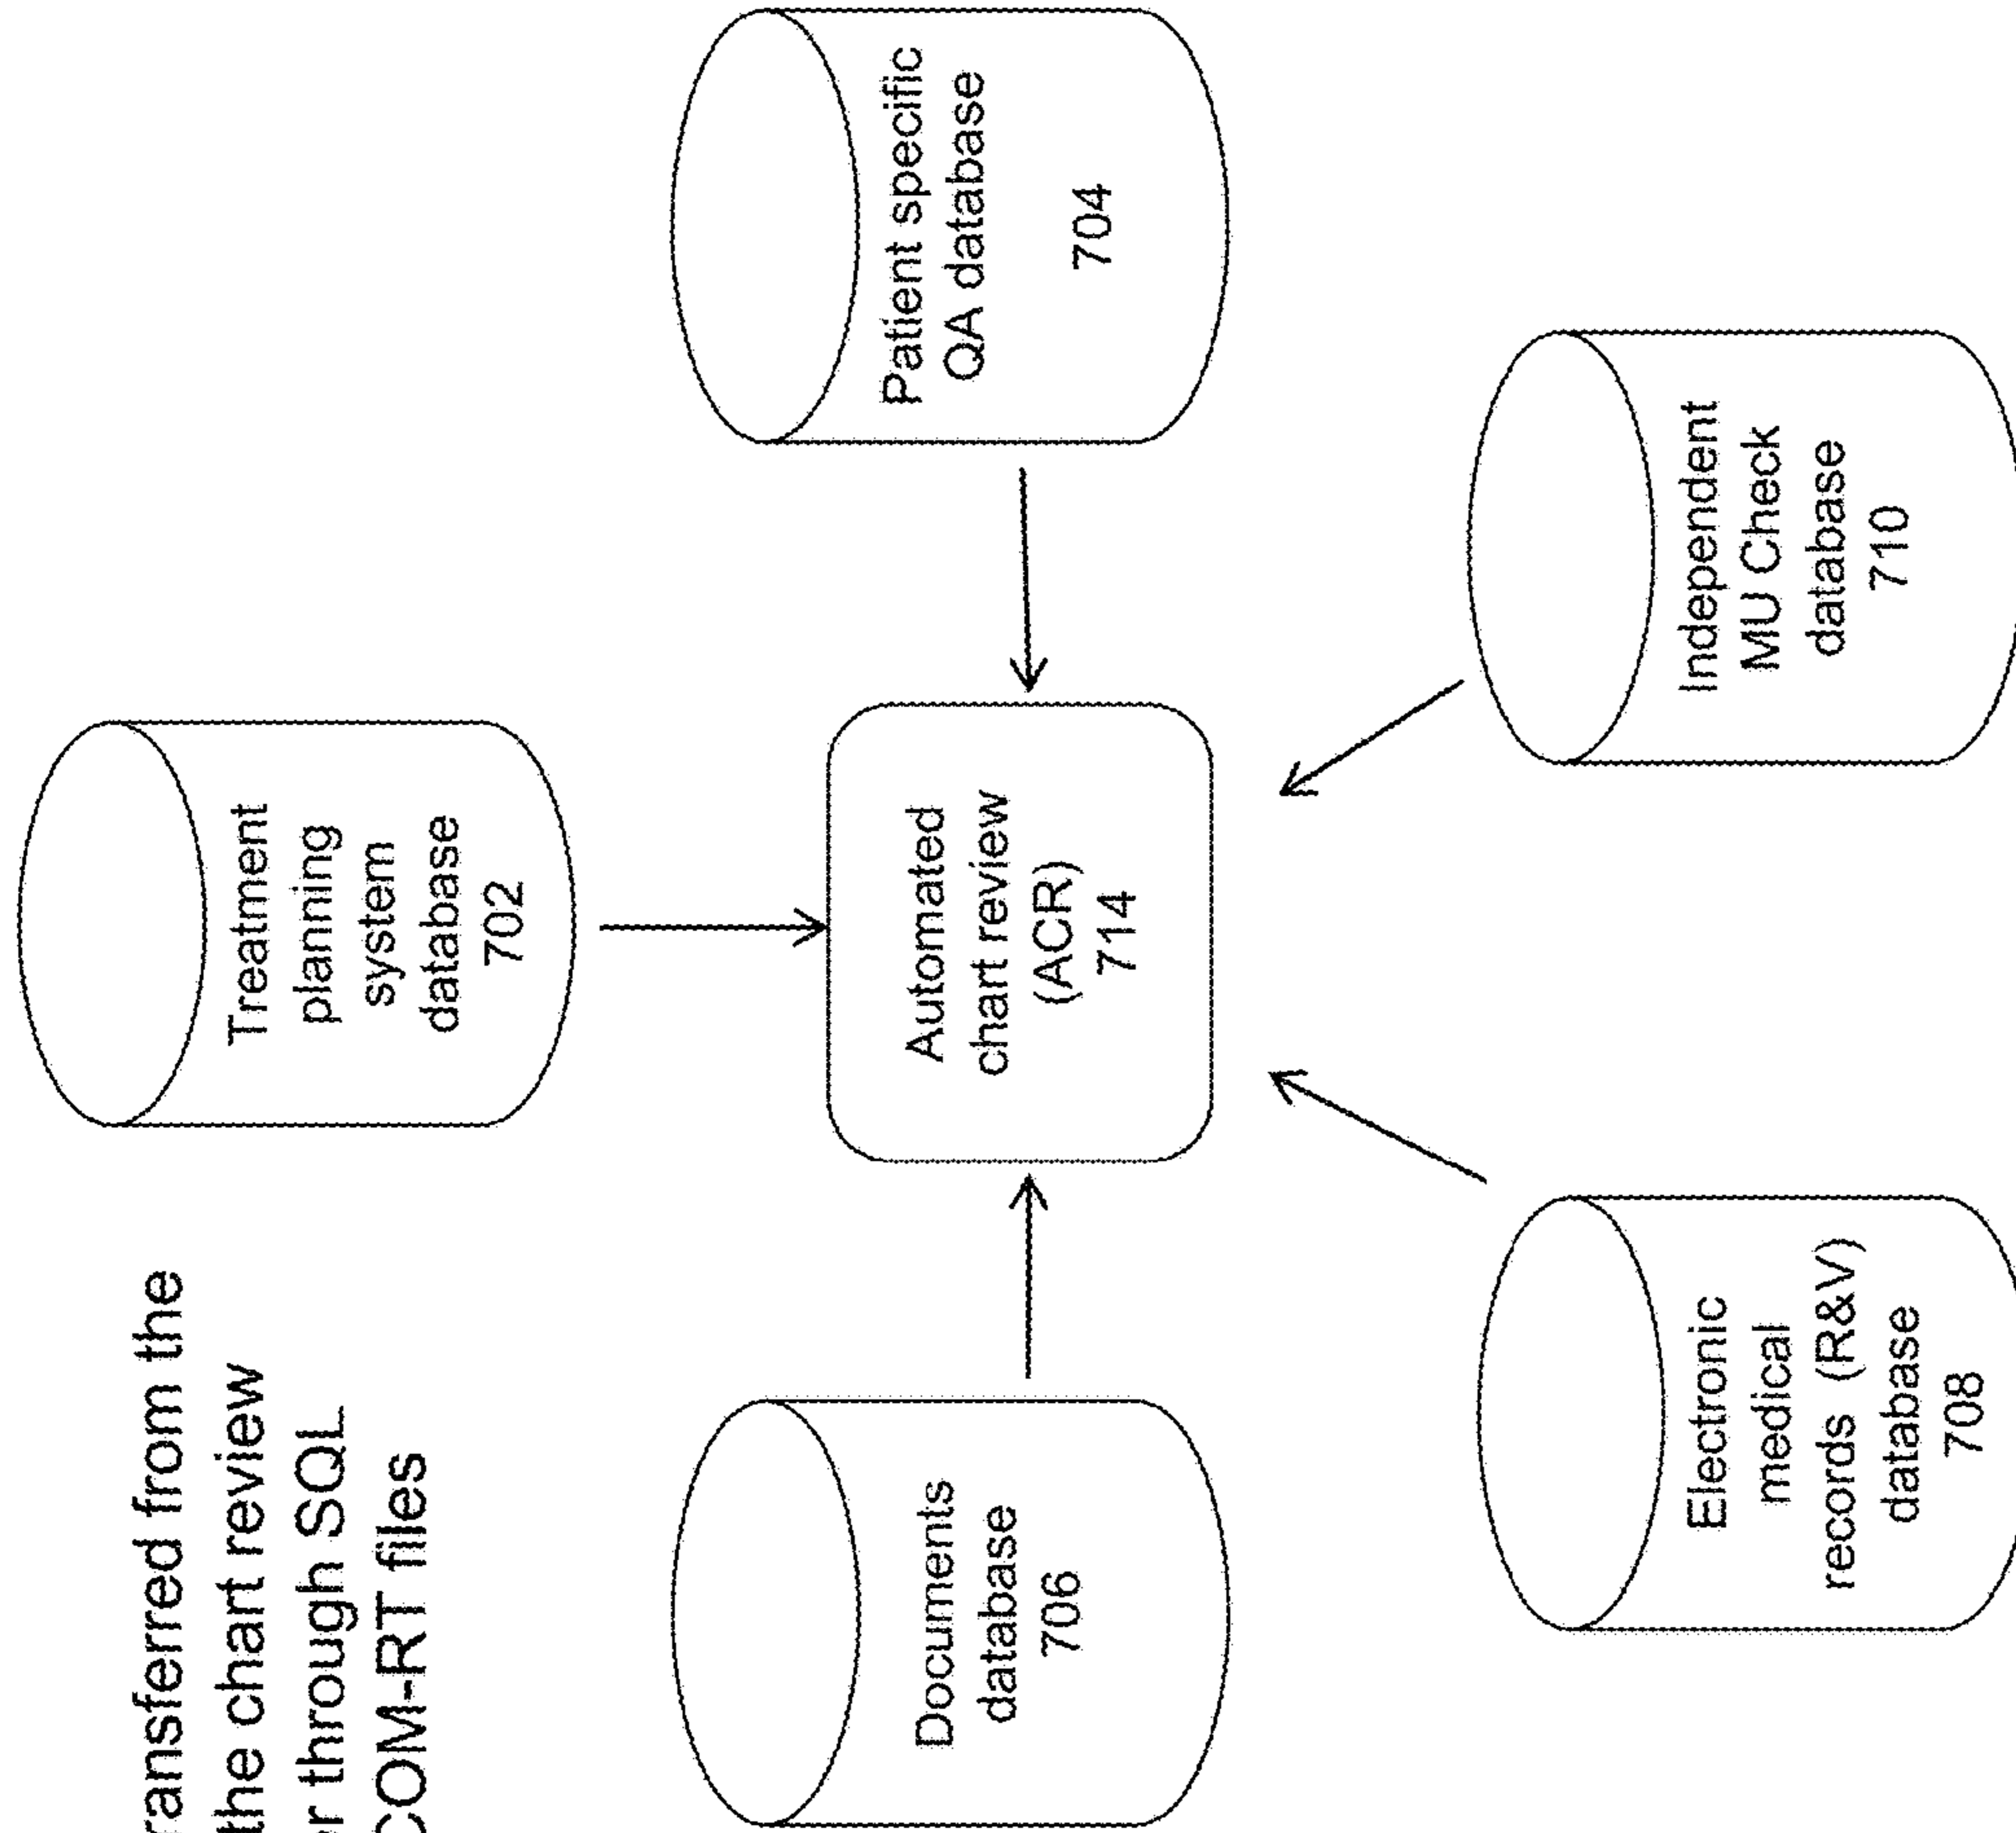 ransferred from the
the chart review
r through SQL
COM-RT files
Treatment
planning
system
database
702
Documents
database
706
Automated
chart review
(ACR)
714
Patient specific
QA database
704
Electronic
medical
records (R&V)
database
708
Independent
MU Check
database
710